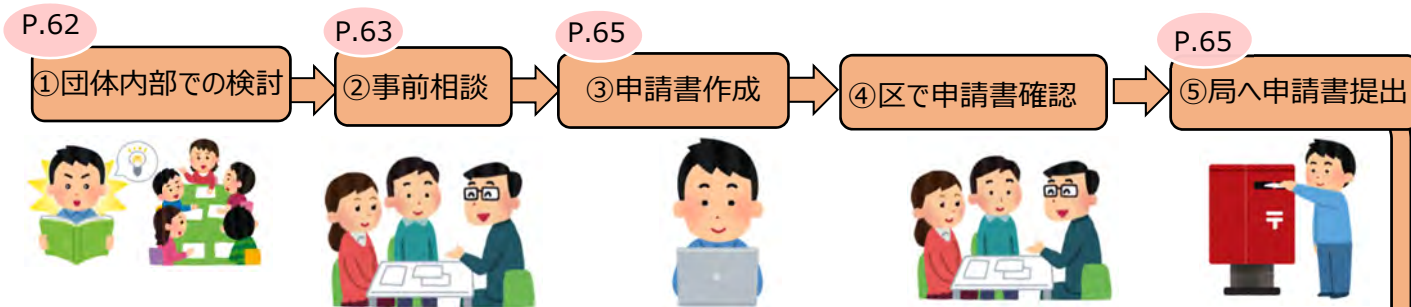 P.62
P.63
P.65
P.65
①団体内部での検討
②事前相談
③申請書作成
④区で申請書確認
⑤局へ申請書提出
〒